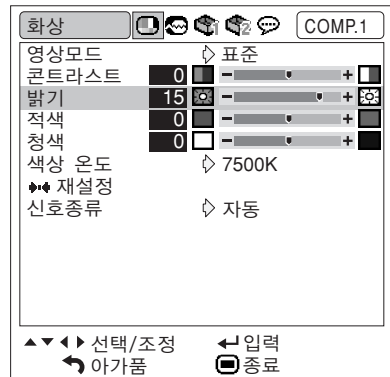 화상 1 2 COMP.1
영상모드 표준
콘트라스트 0 - +
밝기 15 - +
적색 0 - +
청색 0 - +
색상 온도 7500K
재설정
신호종류 자동
선택/조정 입력
아가품 종료